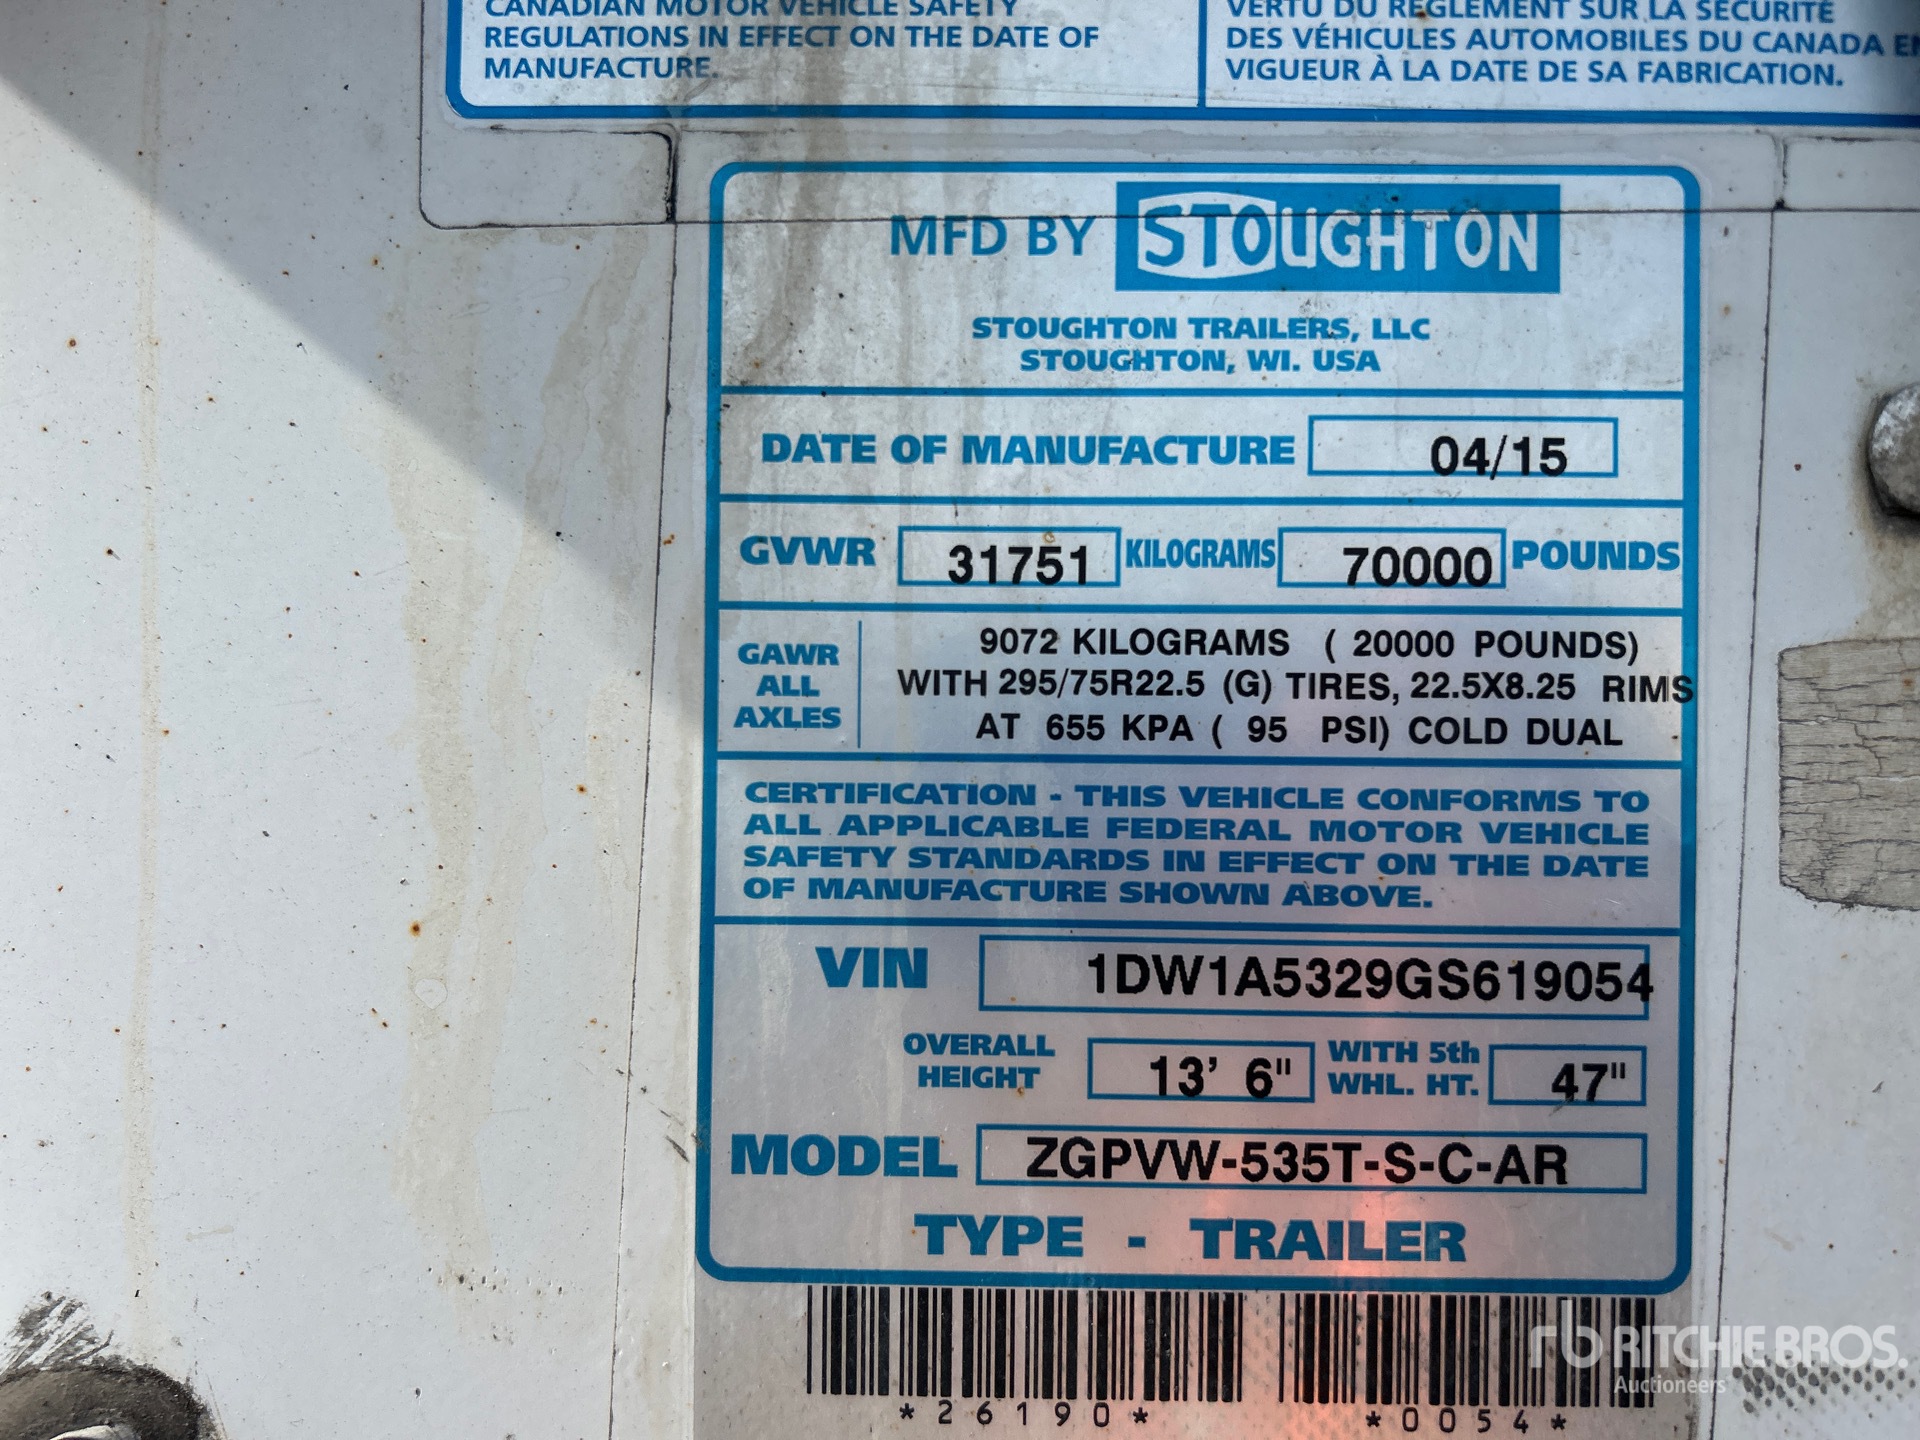 CANADIAN MOTOR VEHICLE SAFETY
REGULATIONS IN EFFECT ON THE DATE OF
MANUFACTURE.
VERTU DU RÈGLEMENT SUR LA SÉCURITÉ
DES VÉHICULES AUTOMOBILES DU CANADA EN
VIGUEUR À LA DATE DE SA FABRICATION.
MFD BY STOUGHTON
STOUGHTON TRAILERS, LLC
STOUGHTON, WI. USA
DATE OF MANUFACTURE 04/15
GVWR 31751 KILOGRAMS 70000 POUNDS
GAWR ALL AXLES
9072 KILOGRAMS ( 20000 POUNDS)
WITH 295/75R22.5 (G) TIRES, 22.5X8.25 RIMS
AT 655 KPA ( 95 PSI) COLD DUAL
CERTIFICATION - THIS VEHICLE CONFORMS TO
ALL APPLICABLE FEDERAL MOTOR VEHICLE
SAFETY STANDARDS IN EFFECT ON THE DATE
OF MANUFACTURE SHOWN ABOVE.
VIN 1DW1A5329GS619054
OVERALL HEIGHT 13' 6" WITH 5th WHL. HT. 47"
MODEL ZGPVW-535T-S-C-AR
TYPE - TRAILER
*26190* *0054*
rb RITCHIE BROS.
Auctioneers